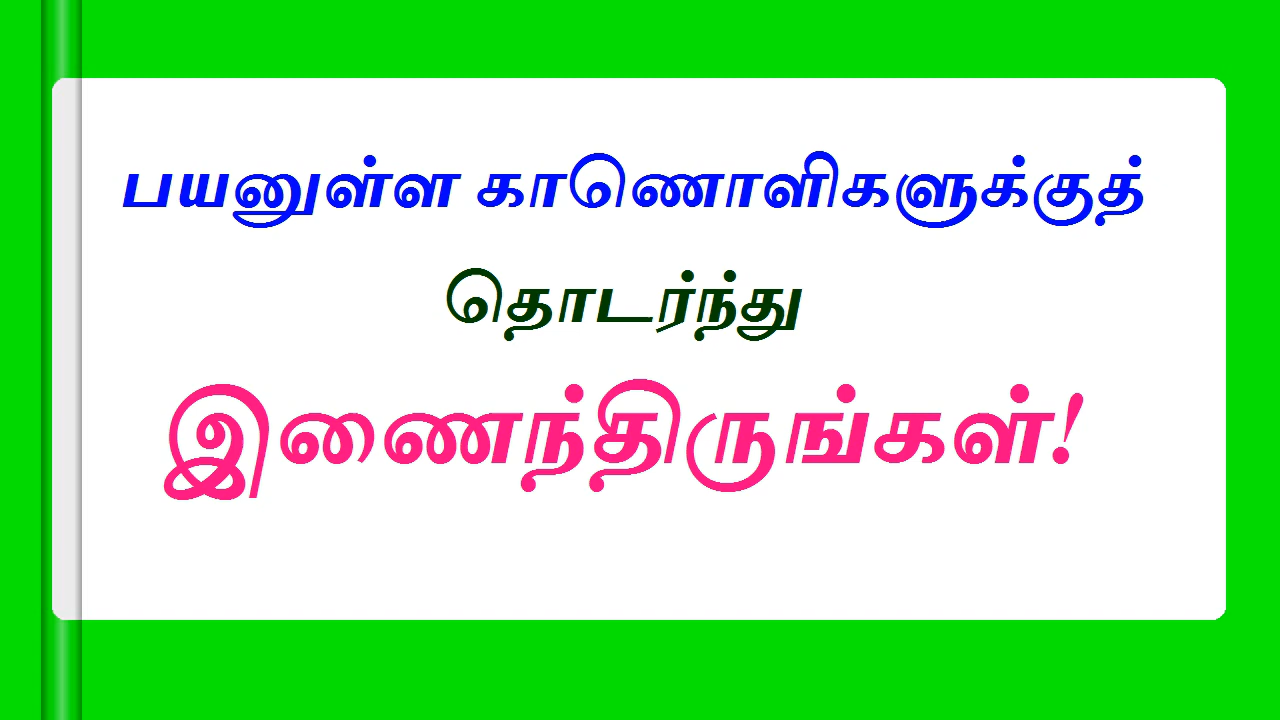 பயனுள்ள காணொளிகளுக்குத்
தொடர்ந்து
இணைந்திருங்கள்!